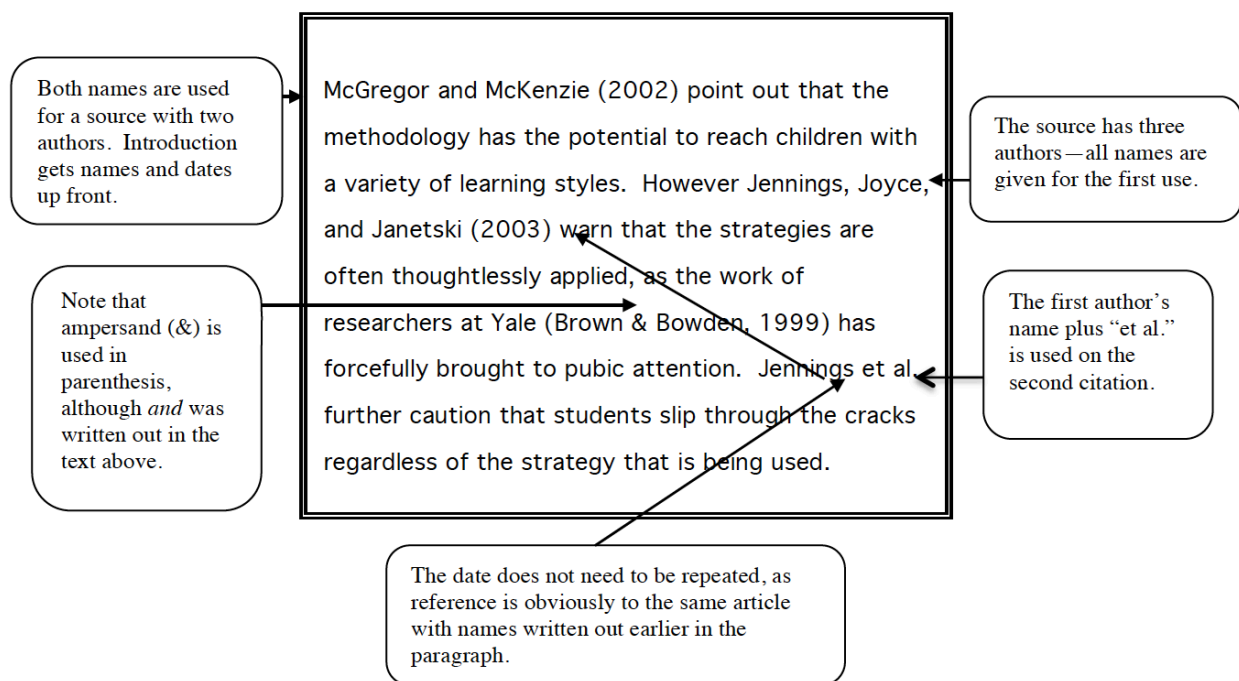 Both names are used
for a source with two
authors.  Introduction
gets names and dates
up front.
McGregor and McKenzie (2002) point out that the
methodology has the potential to reach children with
a variety of learning styles.  However Jennings, Joyce,
and Janetski (2003) warn that the strategies are
often thoughtlessly applied, as the work of
researchers at Yale (Brown & Bowden, 1999) has
forcefully brought to pubic attention.  Jennings et al.
further caution that students slip through the cracks
regardless of the strategy that is being used.
The source has three
authors—all names are
given for the first use.
Note that
ampersand (&) is
used in
parenthesis,
although and was
written out in the
text above.
The first author’s
name plus “et al.”
is used on the
second citation.
The date does not need to be repeated, as
reference is obviously to the same article
with names written out earlier in the
paragraph.